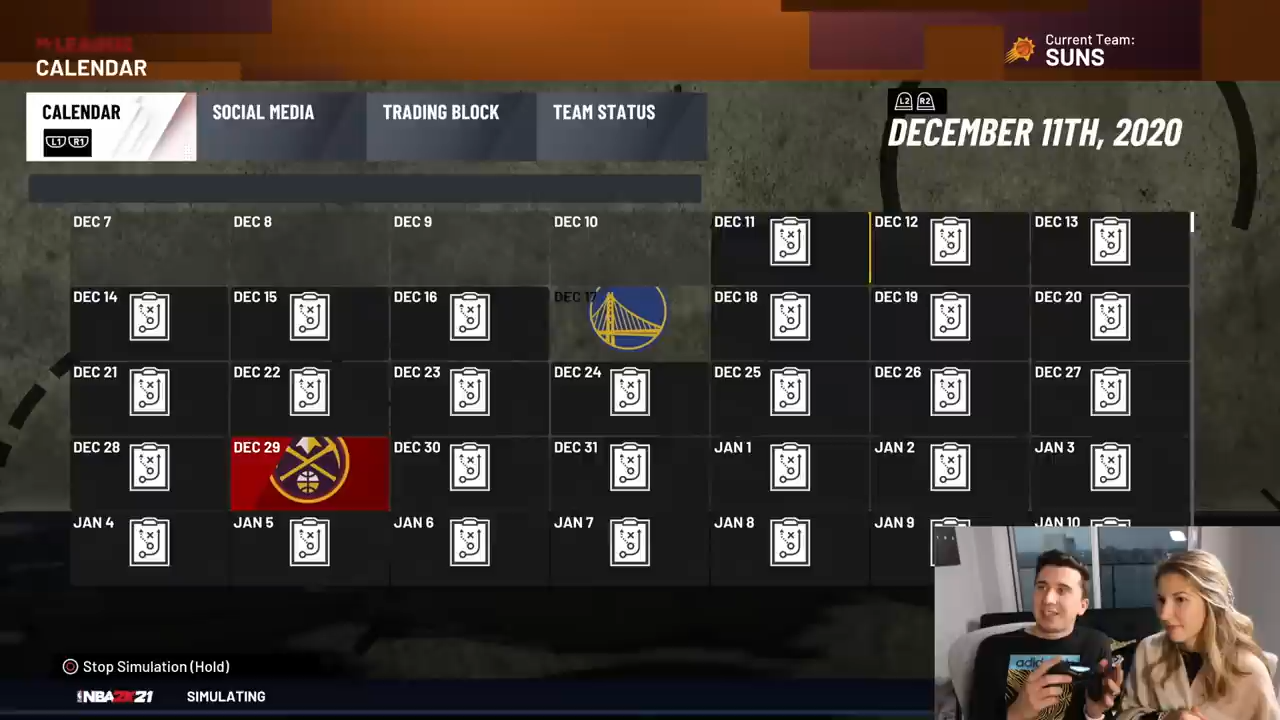 MyLEAGUE
CALENDAR
Current Team:
SUNS
CALENDAR
L1 R1
SOCIAL MEDIA
TRADING BLOCK
TEAM STATUS
L2 R2
DECEMBER 11TH, 2020
DEC 7
DEC 8
DEC 9
DEC 10
DEC 11
DEC 12
DEC 13
DEC 14
DEC 15
DEC 16
DEC 17
DEC 18
DEC 19
DEC 20
DEC 21
DEC 22
DEC 23
DEC 24
DEC 25
DEC 26
DEC 27
DEC 28
DEC 29
DEC 30
DEC 31
JAN 1
JAN 2
JAN 3
JAN 4
JAN 5
JAN 6
JAN 7
JAN 8
JAN 9
JAN 10
adidas
Stop Simulation (Hold)
NBA 2K21
SIMULATING